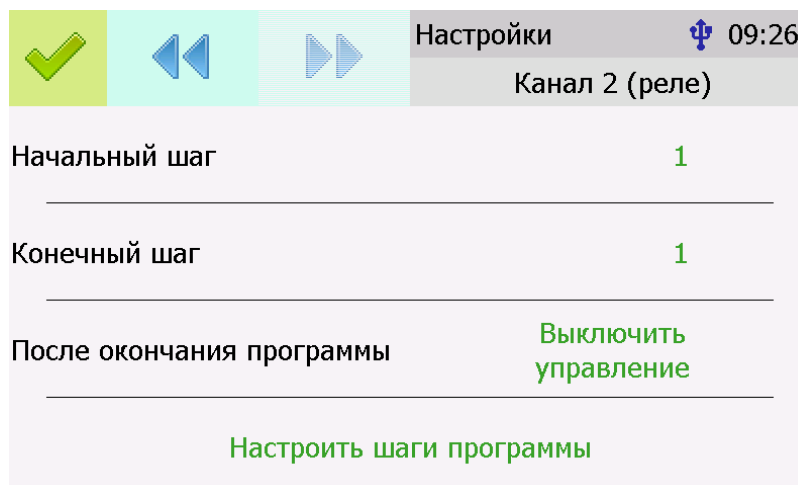 Настройки 09:26
Канал 2 (реле)
Начальный шаг 1
Конечный шаг 1
После окончания программы Выключить
управление
Настроить шаги программы